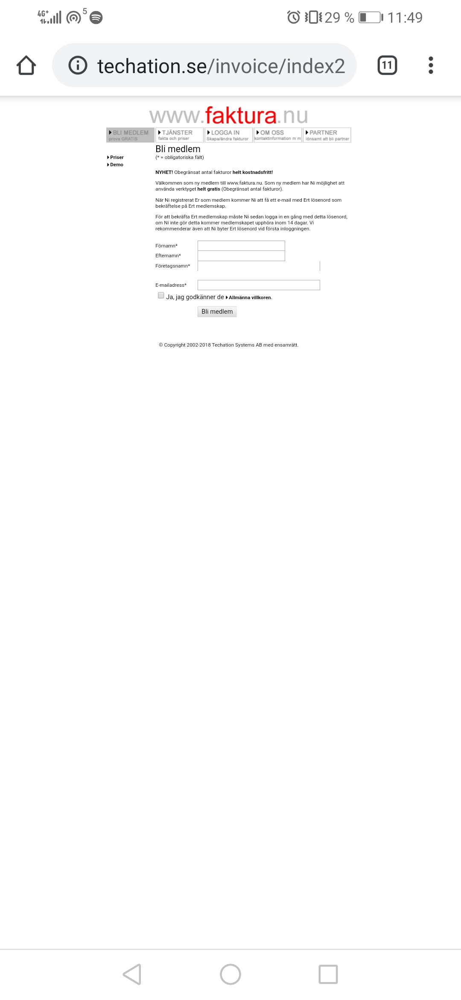 4G+ 5 29 % 11:49
techation.se/invoice/index2 11
www.faktura.nu
BLI MEDLEM TJÄNSTER LOGGA IN OM OSS PARTNER
prova GRATIS fakta och priser Skapa/ändra fakturor kontaktinformation m m lönsamt att bli partner
Bli medlem
Priser (* = obligatoriska fält)
Demo
NYHET! Obegränsat antal fakturor helt kostnadsfritt!
Välkommen som ny medlem till www.faktura.nu. Som ny medlem har Ni möjlighet att
använda verktyget helt gratis (Obegränsat antal fakturor).
När Ni registrerat Er som medlem kommer Ni att få ett e-mail med Ert lösenord som
bekräftelse på Ert medlemskap.
För att bekräfta Ert medlemskap måste Ni sedan logga in en gång med detta lösenord,
om Ni inte gör detta kommer medlemskapet upphöra inom 14 dagar. Vi
rekommenderar även att Ni byter Ert lösenord vid första inloggningen.
Förnamn*
Efternamn*
Företagsnamn*
E-mailadress*
Ja, jag godkänner de Allmänna villkoren.
Bli medlem
© Copyright 2002-2018 Techation Systems AB med ensamrätt.